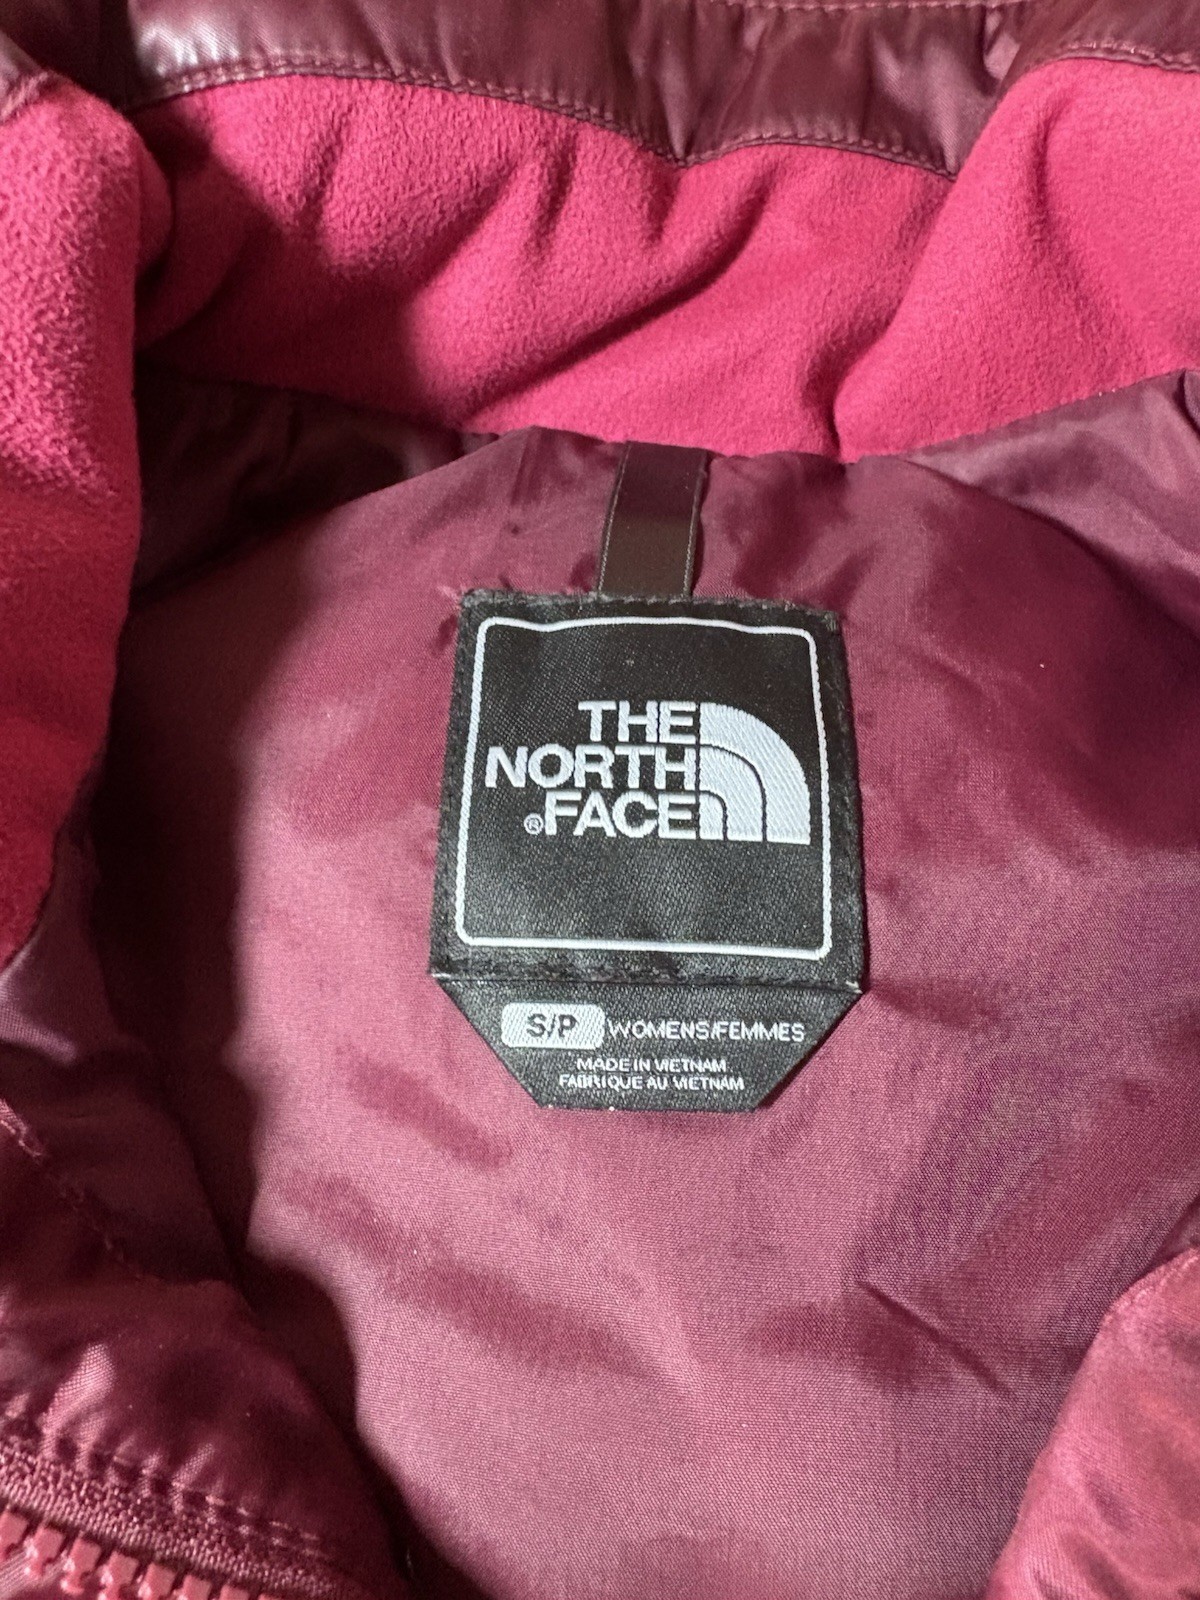 THE
NORTH
®FACE
S/P WOMENS/FEMMES
MADE IN VIETNAM
FABRIQUE AU VIETNAM